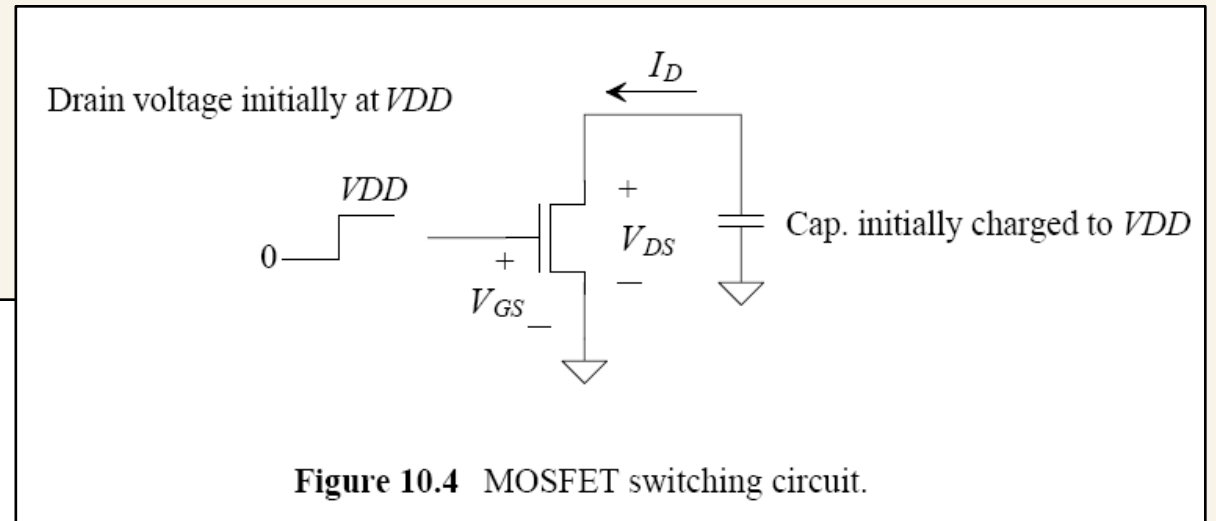 I_D
Drain voltage initially at VDD
VDD
+
0
V_DS
Cap. initially charged to VDD
+
–
V_GS
–
Figure 10.4 MOSFET switching circuit.